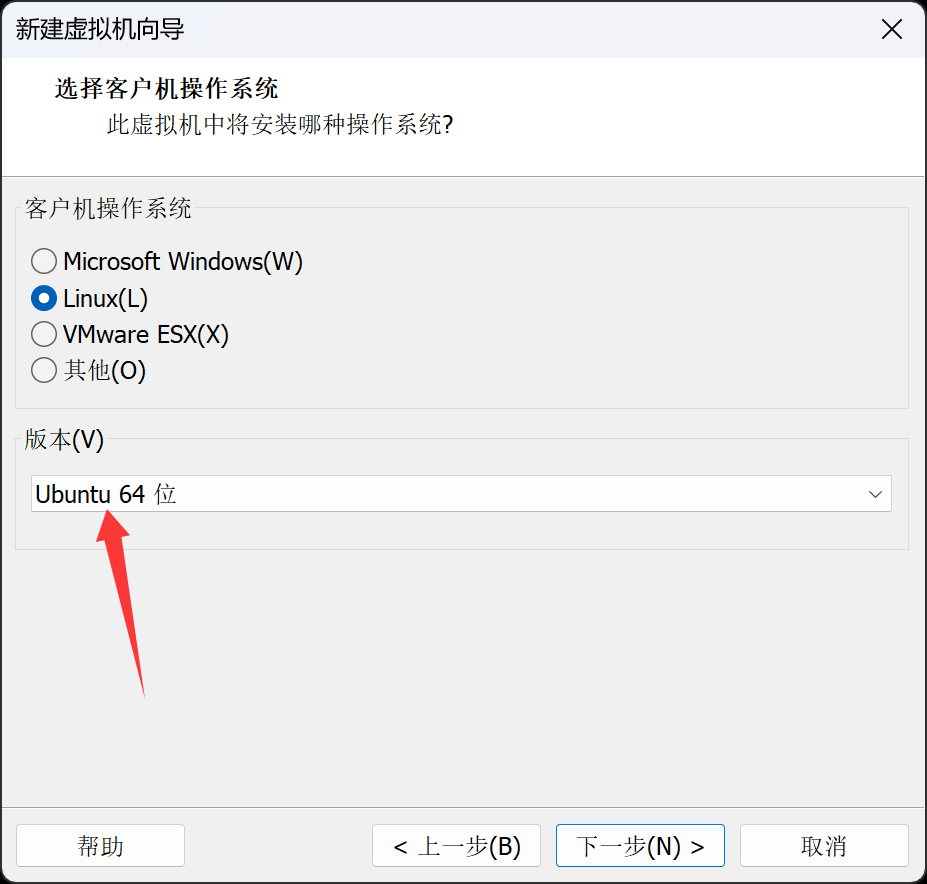 新建虚拟机向导
选择客户机操作系统
此虚拟机中将安装哪种操作系统?
客户机操作系统
Microsoft Windows(W)
Linux(L)
VMware ESX(X)
其他(O)
版本(V)
Ubuntu 64 位
帮助
< 上一步(B)
下一步(N) >
取消